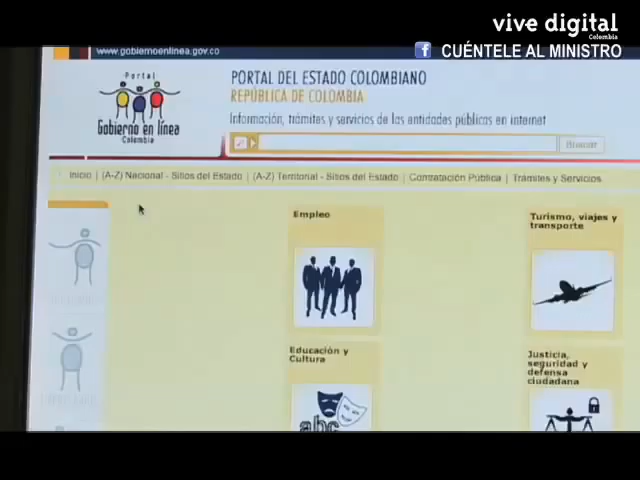 vive digital
Colombia
CUÉNTELE AL MINISTRO
www.gobiernoenlinea.gov.co
Portal
Gobierno en línea
Colombia
PORTAL DEL ESTADO COLOMBIANO
REPÚBLICA DE COLOMBIA
Información, trámites y servicios de las entidades públicas en internet
Buscar
Inicio | (A-Z) Nacional - Sitios del Estado | (A-Z) Territorial - Sitios del Estado | Contratación Pública | Trámites y Servicios
Empleo
Turismo, viajes y
transporte
Educación y
Cultura
Justicia,
seguridad y
defensa
ciudadana
abc